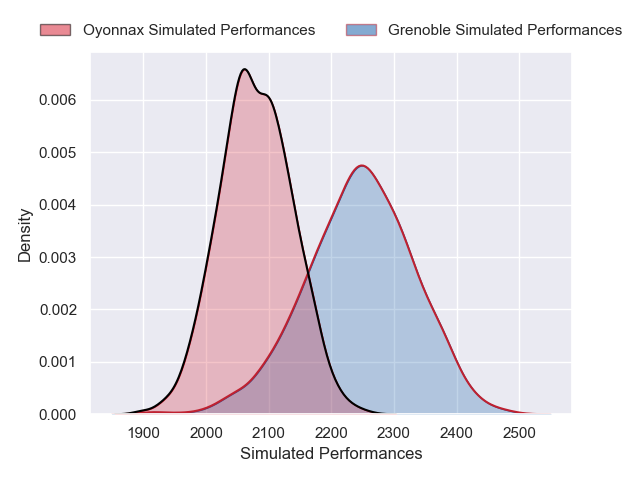 Oyonnax Simulated Performances Grenoble Simulated Performances
0.006
0.005
0.004
0.003
0.002
0.001
0.000
Density
1900 2000 2100 2200 2300 2400 2500
Simulated Performances